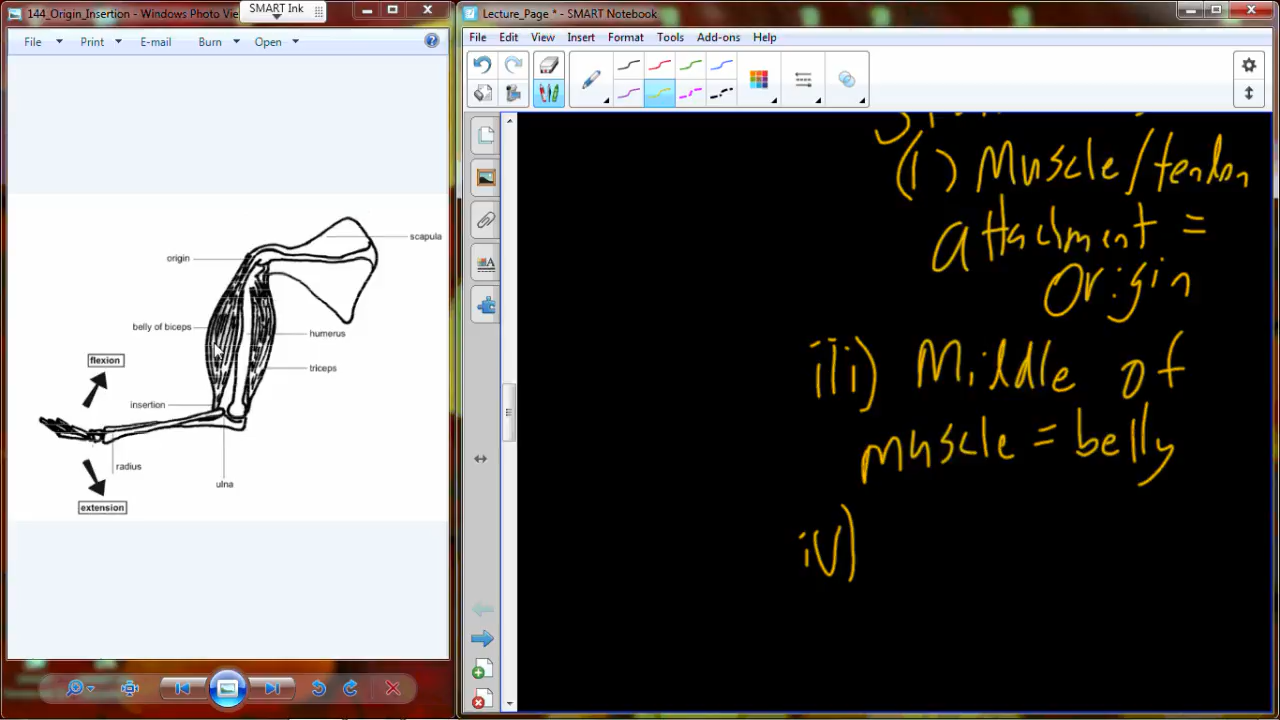 144_Origin_Insertion - Windows Photo Vie
SMART Ink
File Print E-mail Burn Open
scapula
origin
belly of biceps
humerus
flexion
triceps
insertion
radius
ulna
extension
Lecture_Page * - SMART Notebook
File Edit View Insert Format Tools Add-ons Help
(1) Muscle/tendon
attachment =
Origin
iii) Middle of
muscle = belly
iv)